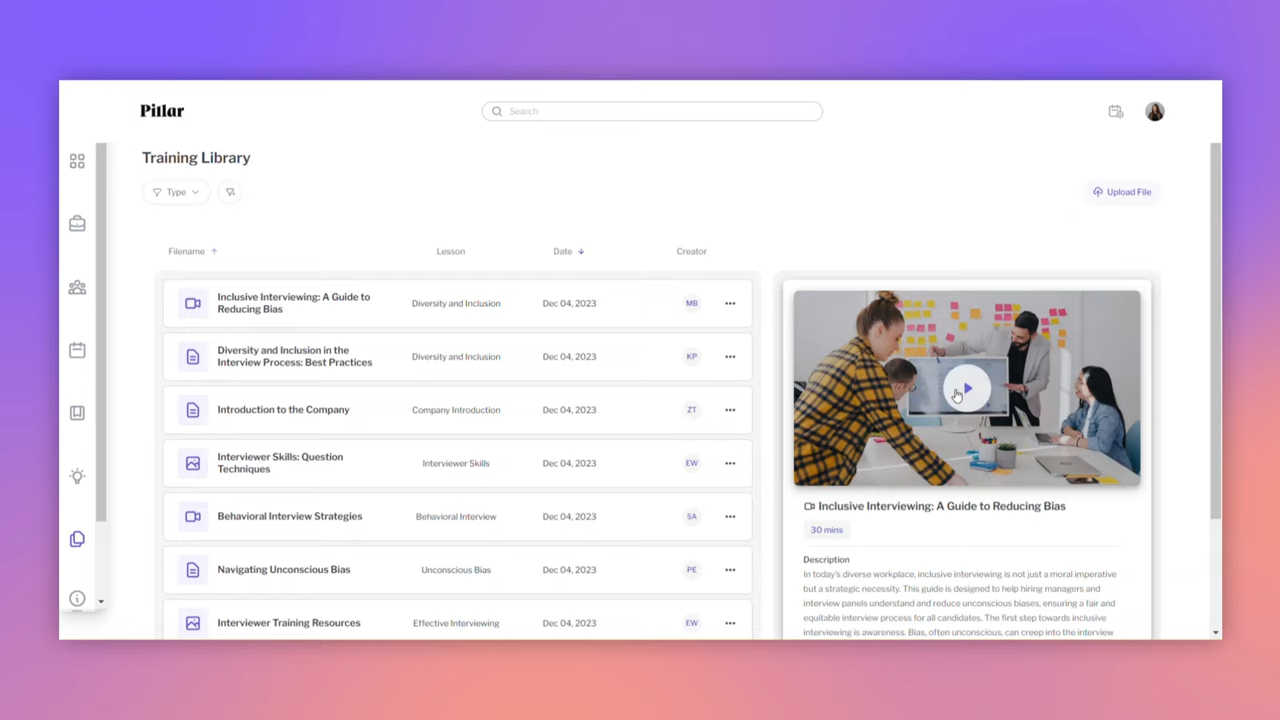 Pillar
Search
Training Library
Type
Upload File
Filename
Lesson
Date
Creator
Inclusive Interviewing: A Guide to
Reducing Bias
Diversity and Inclusion
Dec 04, 2023
MB
Diversity and Inclusion in the
Interview Process: Best Practices
Diversity and Inclusion
Dec 04, 2023
KP
Introduction to the Company
Company Introduction
Dec 04, 2023
ZT
Interviewer Skills: Question
Techniques
Interviewer Skills
Dec 04, 2023
EW
Behavioral Interview Strategies
Behavioral Interview
Dec 04, 2023
SA
Navigating Unconscious Bias
Unconscious Bias
Dec 04, 2023
PE
Interviewer Training Resources
Effective Interviewing
Dec 04, 2023
EW
Inclusive Interviewing: A Guide to Reducing Bias
30 mins
Description
In today's diverse workplace, inclusive interviewing is not just a moral imperative
but a strategic necessity. This guide is designed to help hiring managers and
interview panels understand and reduce unconscious biases, ensuring a fair and
equitable interview process for all candidates. The first step towards inclusive
interviewing is awareness. Bias, often unconscious, can creep into the interview